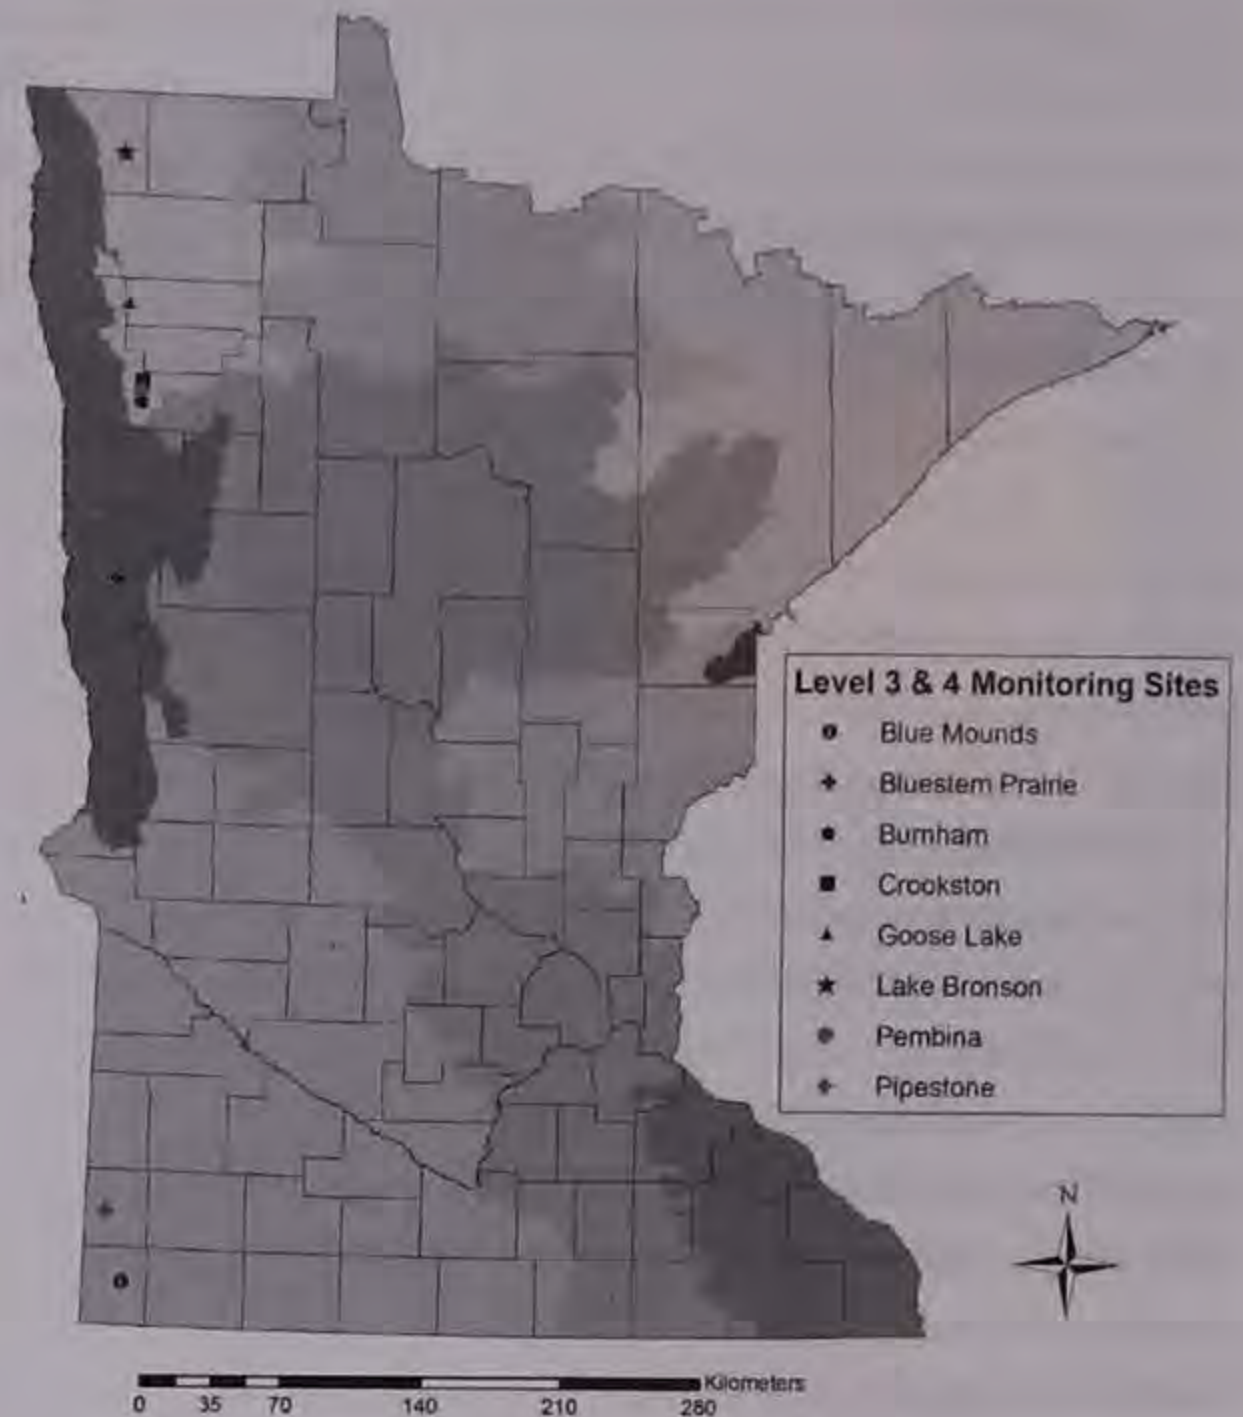 Level 3 & 4 Monitoring Sites
Blue Mounds
Bluestem Prairie
Burnham
Crookston
Goose Lake
Lake Bronson
Pembina
Pipestone
N
Kilometers
0 35 70 140 210 280